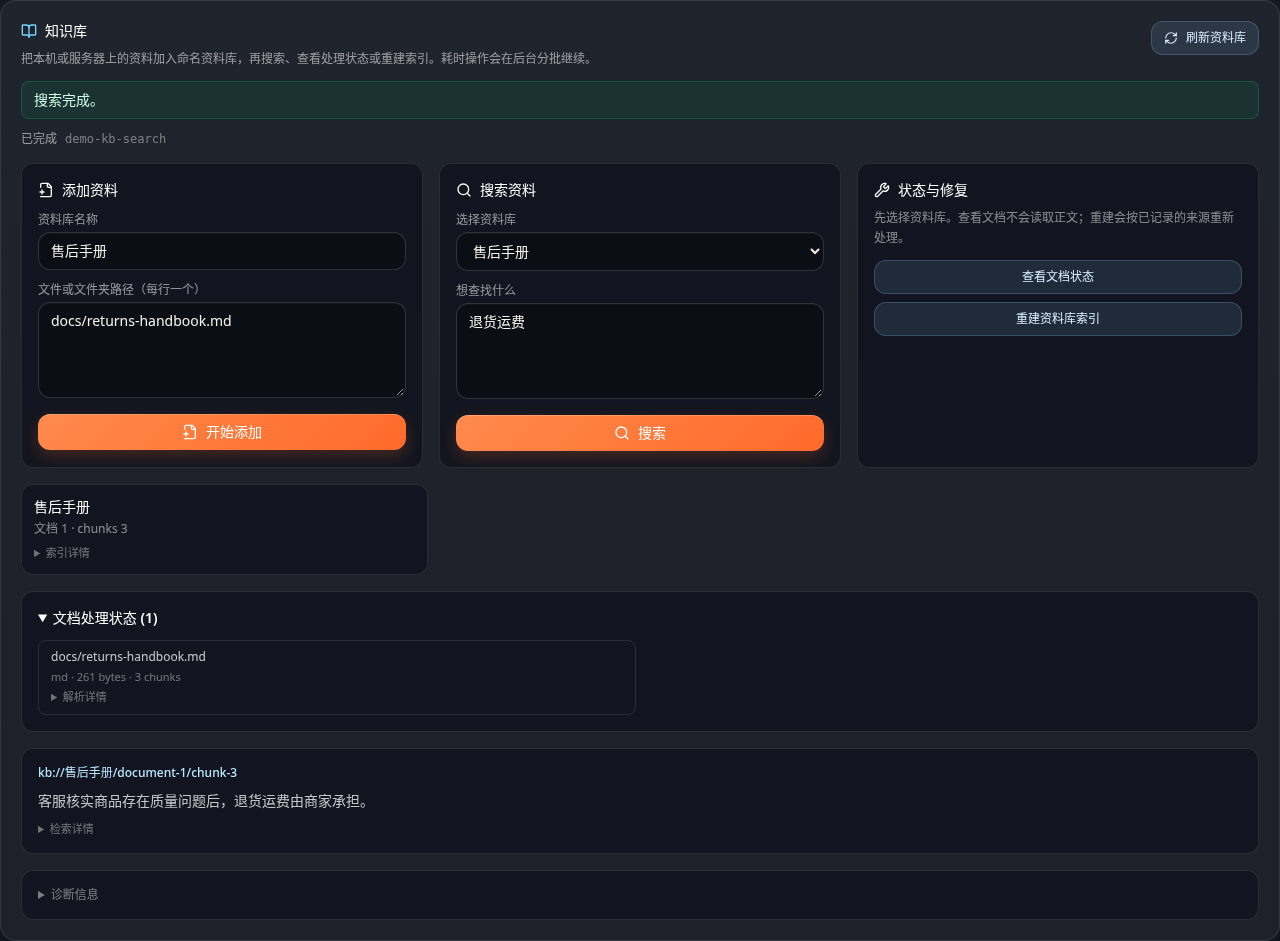 知识库
把本机或服务器上的资料加入命名资料库，再搜索、查看处理状态或重建索引。耗时操作会在后台分批继续。
刷新资料库
搜索完成。
已完成 demo-kb-search
添加资料
资料库名称
售后手册
文件或文件夹路径（每行一个）
docs/returns-handbook.md
开始添加
搜索资料
选择资料库
售后手册
想查找什么
退货运费
搜索
状态与修复
先选择资料库。查看文档不会读取正文；重建会按已记录的来源重新
处理。
查看文档状态
重建资料库索引
售后手册
文档 1 · chunks 3
索引详情
文档处理状态 (1)
docs/returns-handbook.md
md · 261 bytes · 3 chunks
解析详情
kb://售后手册/document-1/chunk-3
客服核实商品存在质量问题后，退货运费由商家承担。
检索详情
诊断信息